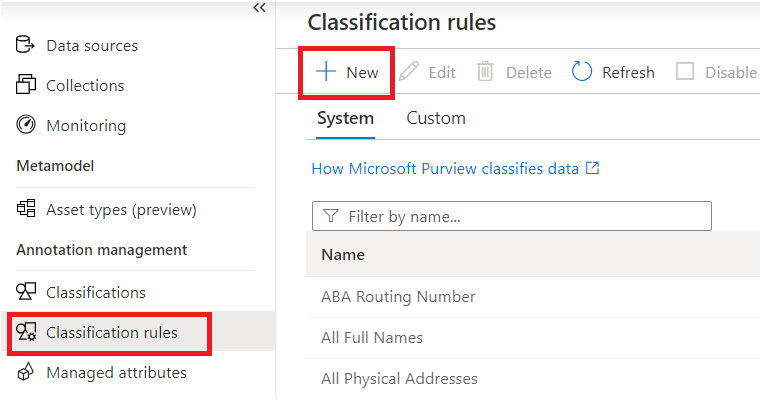 Data sources
Collections
Monitoring
Metamodel
Asset types (preview)
Annotation management
Classifications
Classification rules
Managed attributes
Classification rules
New Edit Delete Refresh Disable
System Custom
How Microsoft Purview classifies data
Filter by name...
Name
ABA Routing Number
All Full Names
All Physical Addresses